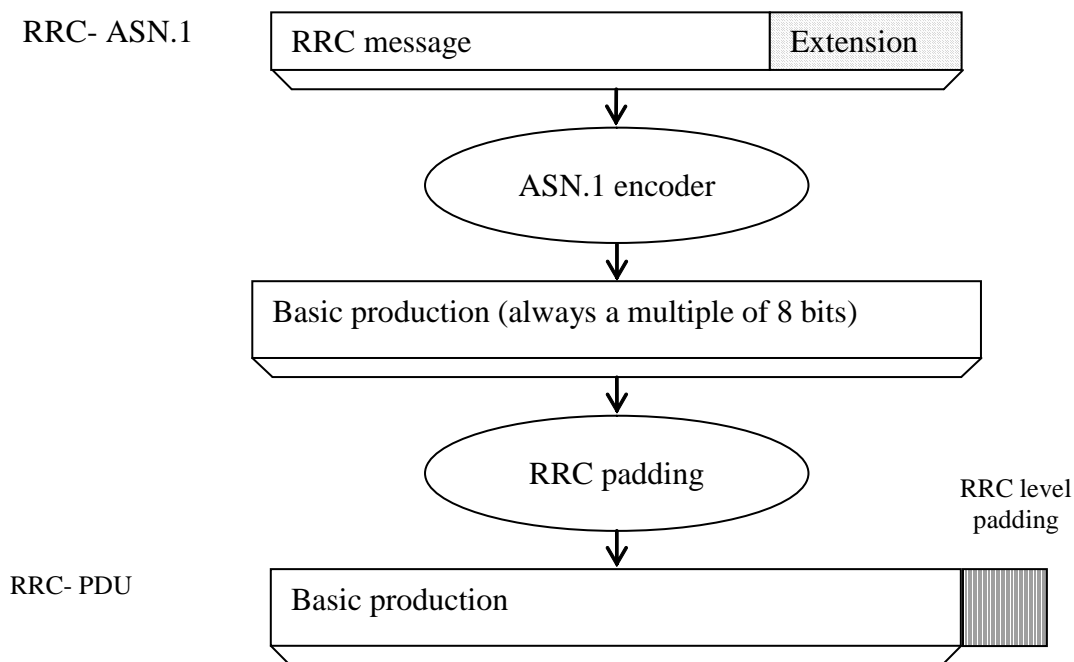 RRC- ASN.1
RRC message
Extension
ASN.1 encoder
Basic production (always a multiple of 8 bits)
RRC padding
RRC level
padding
RRC- PDU
Basic production